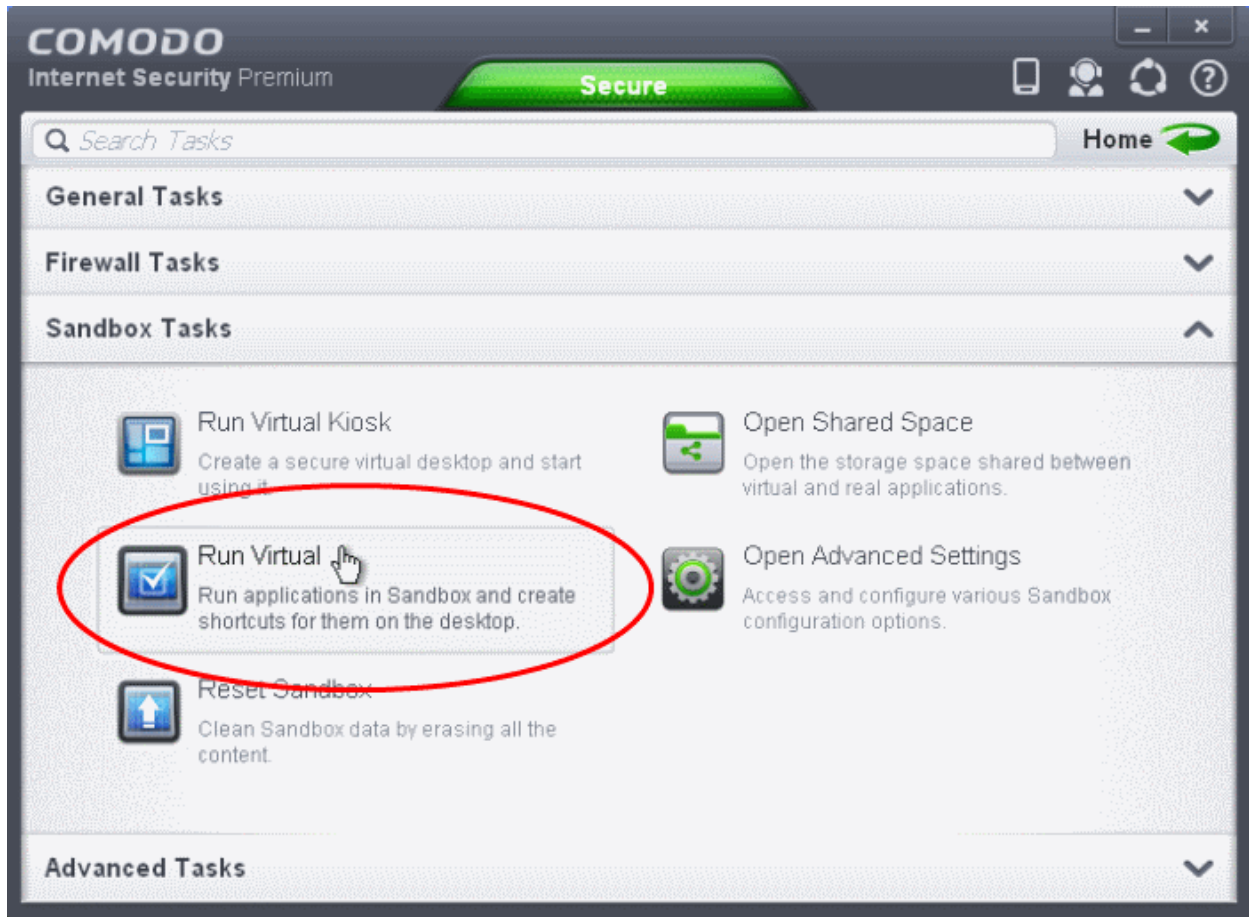 COMODO
Internet Security Premium
Secure
Search Tasks
Home
General Tasks
Firewall Tasks
Sandbox Tasks
Run Virtual Kiosk
Create a secure virtual desktop and start
using it.
Open Shared Space
Open the storage space shared between
virtual and real applications.
Run Virtual
Run applications in Sandbox and create
shortcuts for them on the desktop.
Open Advanced Settings
Access and configure various Sandbox
configuration options.
Reset Sandbox
Clean Sandbox data by erasing all the
content.
Advanced Tasks